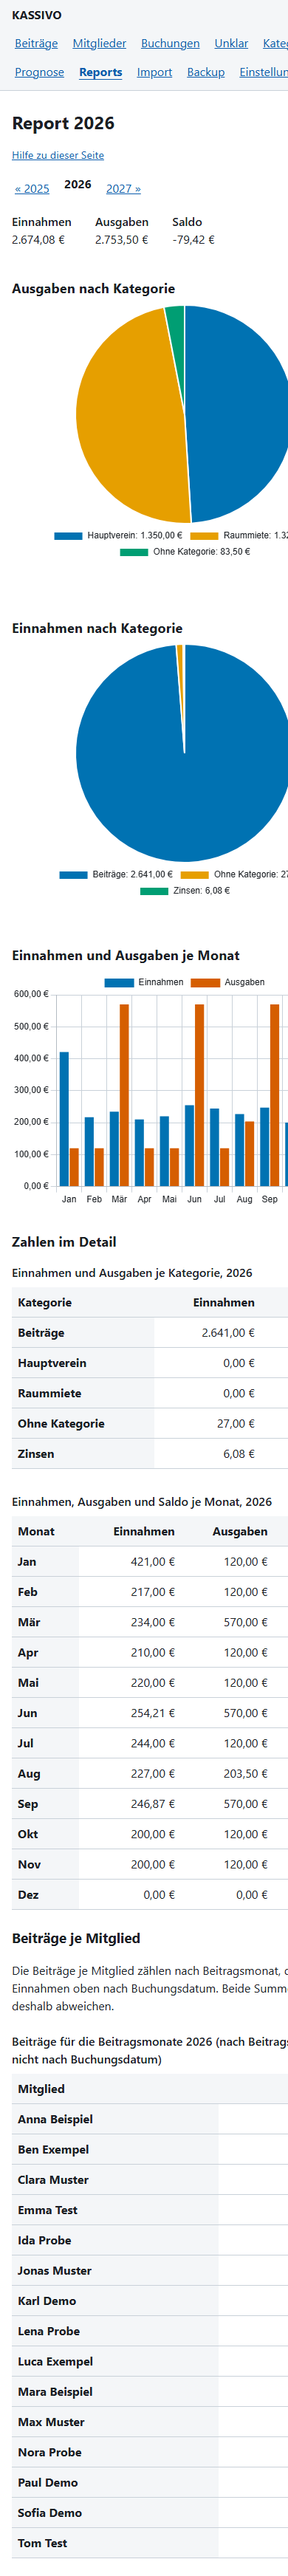 KASSIVO
Beiträge Mitglieder Buchungen Unklar
Prognose Reports Import Backup
Report 2026
Hilfe zu dieser Seite
« 2025 2026 2027 »
Einnahmen Ausgaben Saldo
2.674,08 € 2.753,50 € -79,42 €
Ausgaben nach Kategorie
Hauptverein: 1.350,00 € Raummiete:
Ohne Kategorie: 83,50 €
Einnahmen nach Kategorie
Beiträge: 2.641,00 € Ohne Kategorie:
Zinsen: 6,08 €
Einnahmen und Ausgaben je Monat
Einnahmen Ausgaben
600,00 €
500,00 €
400,00 €
300,00 €
200,00 €
100,00 €
0,00 €
Jan Feb Mär Apr Mai Jun Jul Aug Sep
Zahlen im Detail
Einnahmen und Ausgaben je Kategorie, 2026
Kategorie Einnahmen
Beiträge 2.641,00 €
Hauptverein 0,00 €
Raummiete 0,00 €
Ohne Kategorie 27,00 €
Zinsen 6,08 €
Einnahmen, Ausgaben und Saldo je Monat, 2026
Monat Einnahmen Ausgaben
Jan 421,00 € 120,00 €
Feb 217,00 € 120,00 €
Mär 234,00 € 570,00 €
Apr 210,00 € 120,00 €
Mai 220,00 € 120,00 €
Jun 254,21 € 570,00 €
Jul 244,00 € 120,00 €
Aug 227,00 € 203,50 €
Sep 246,87 € 570,00 €
Okt 200,00 € 120,00 €
Nov 200,00 € 120,00 €
Dez 0,00 € 0,00 €
Beiträge je Mitglied
Die Beiträge je Mitglied zählen nach Beitragsmonat,
Einnahmen oben nach Buchungsdatum. Beide
deshalb abweichen.
Beiträge für die Beitragsmonate 2026 (nach
nicht nach Buchungsdatum)
Mitglied
Anna Beispiel
Ben Exempel
Clara Muster
Emma Test
Ida Probe
Jonas Muster
Karl Demo
Lena Probe
Luca Exempel
Mara Beispiel
Max Muster
Nora Probe
Paul Demo
Sofia Demo
Tom Test